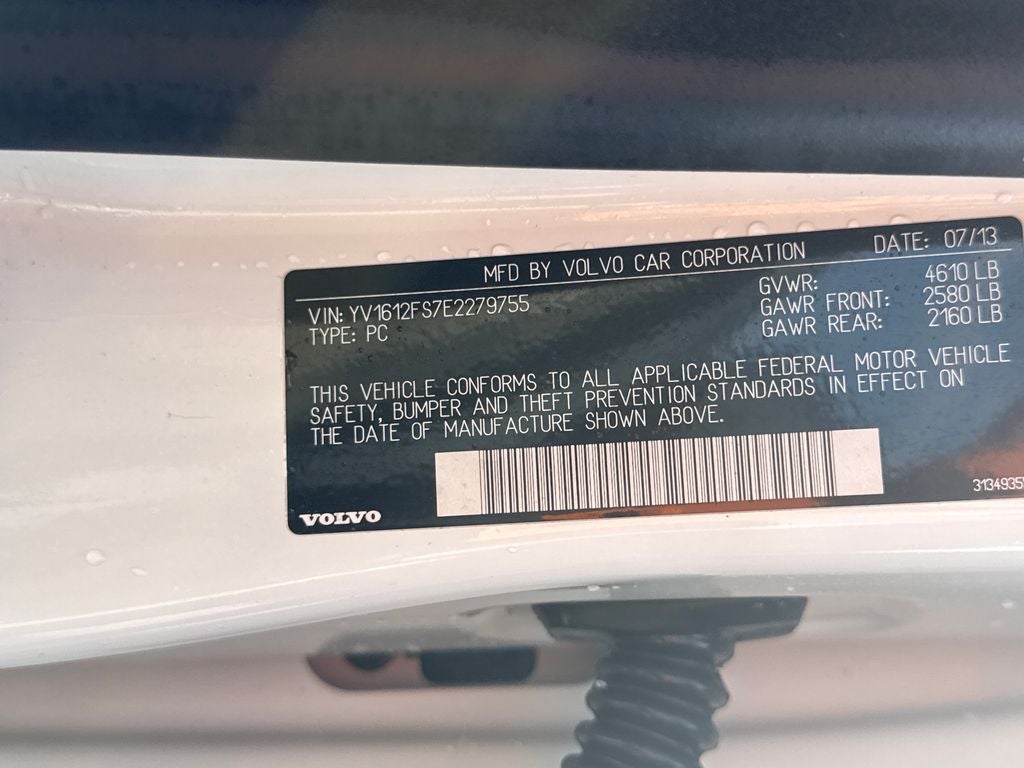 MFD BY VOLVO CAR CORPORATION DATE: 07/13
VIN: YV1612FS7E2279755 GVWR: 4610 LB
TYPE: PC GAWR FRONT: 2580 LB
GAWR REAR: 2160 LB
THIS VEHICLE CONFORMS TO ALL APPLICABLE FEDERAL MOTOR VEHICLE
SAFETY, BUMPER AND THEFT PREVENTION STANDARDS IN EFFECT ON
THE DATE OF MANUFACTURE SHOWN ABOVE.
VOLVO